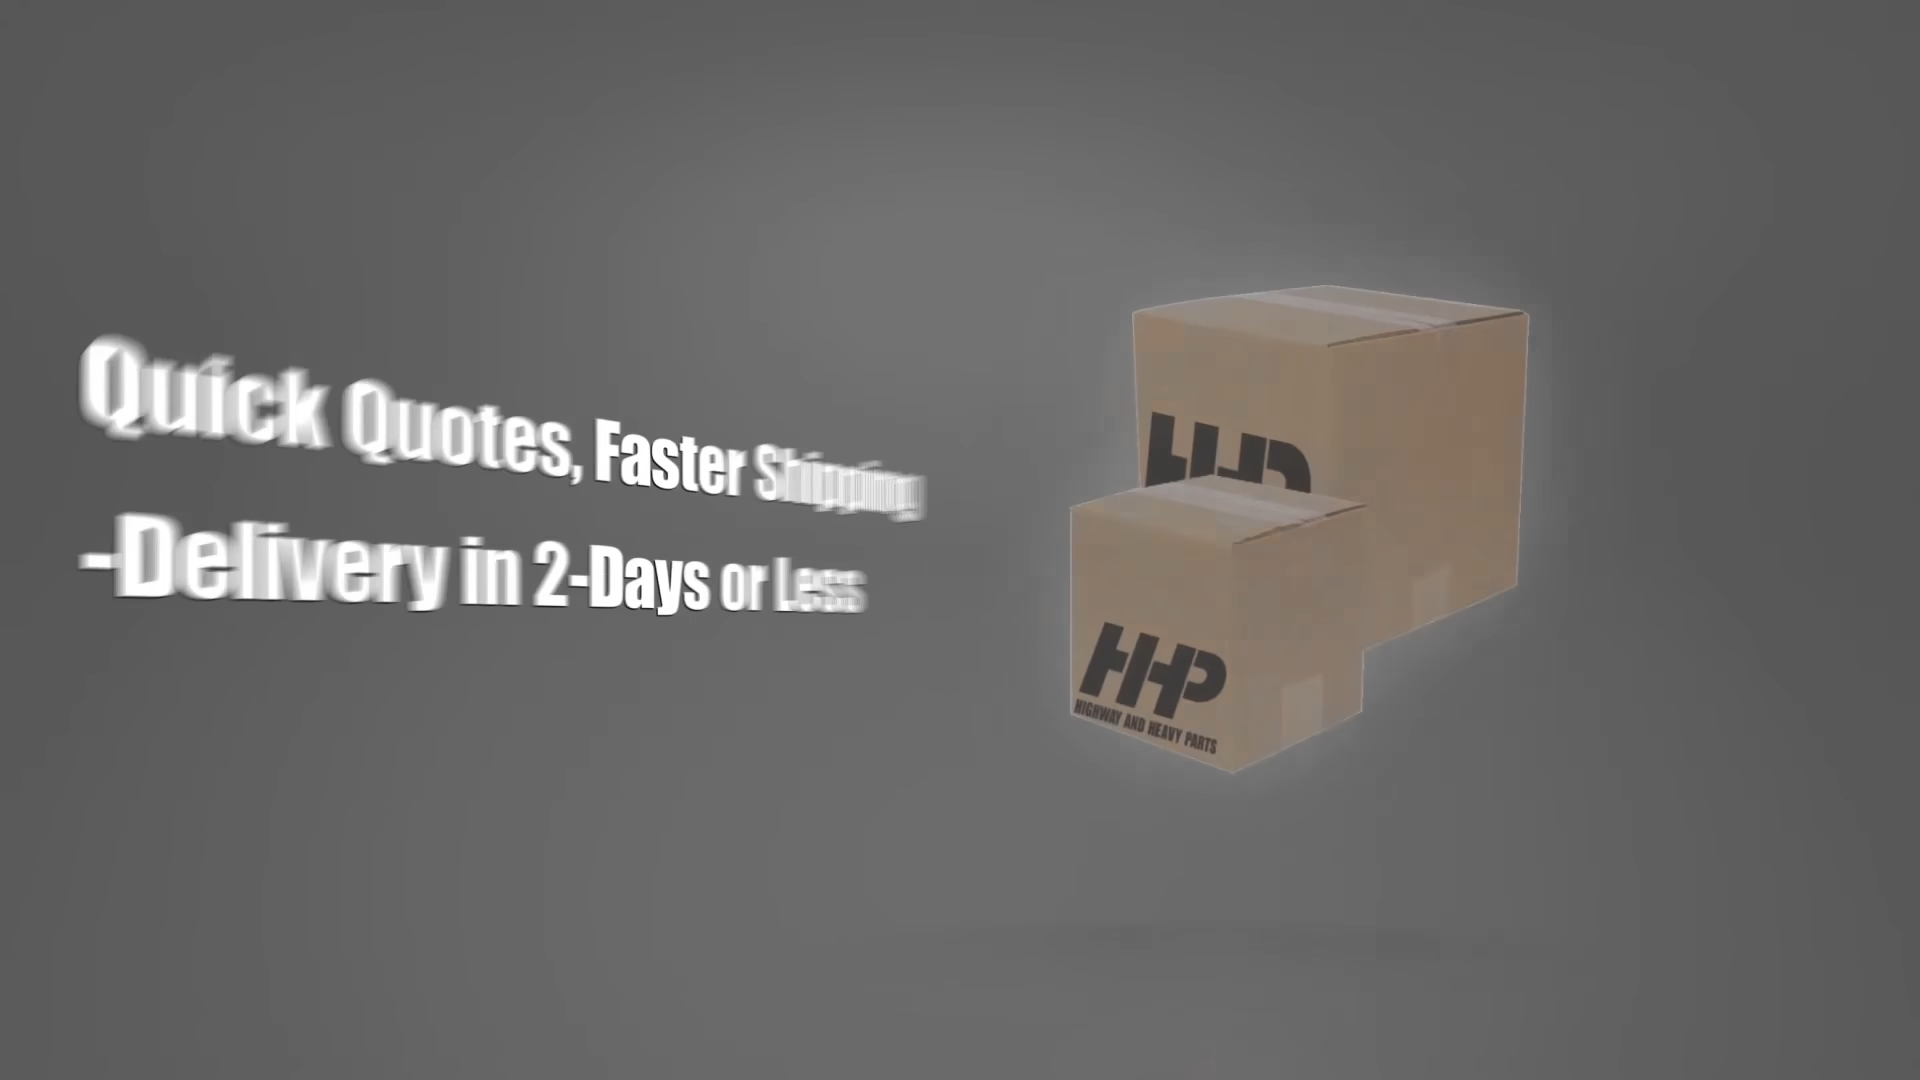 Quick Quotes, Faster Shipping
-Delivery in 2-Days or Less
HHP
HHP
HIGHWAY AND HEAVY PARTS